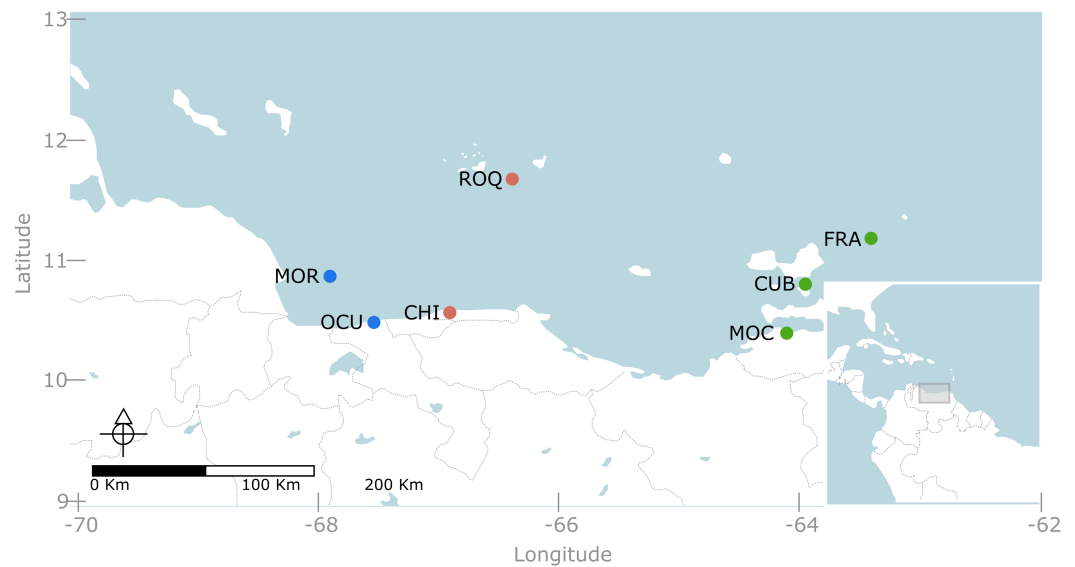 13
12
ROQ
FRA
Latitude
11
MOR
CUB
CHI
OCU
MOC
10
0 Km 100 Km 200 Km
9
-70 -68 -66 -64 -62
Longitude